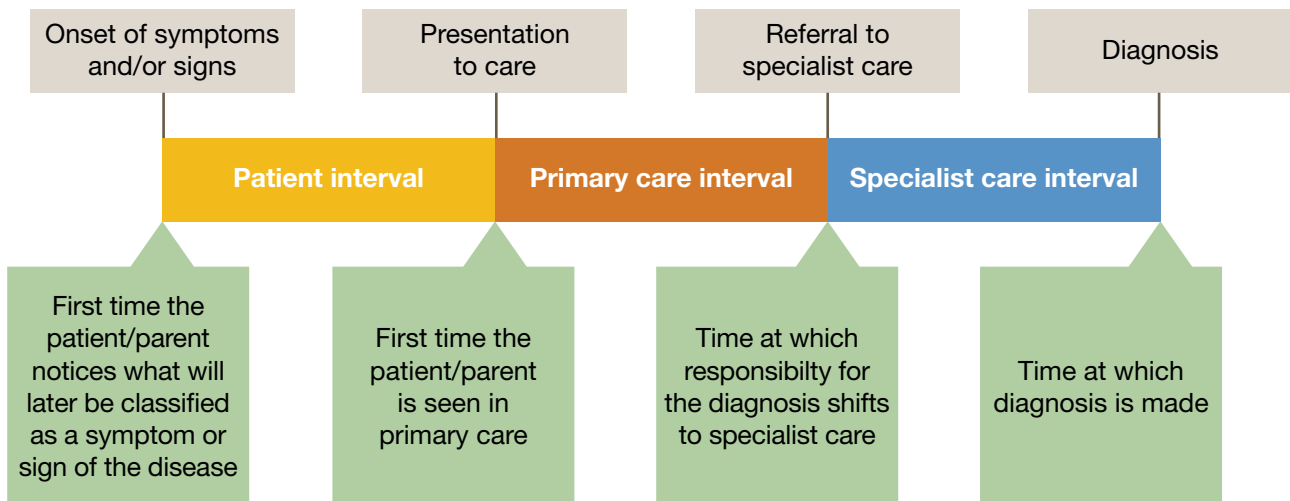 Onset of symptoms
and/or signs
Presentation
to care
Referral to
specialist care
Diagnosis
Patient interval
Primary care interval
Specialist care interval
First time the
patient/parent
notices what will
later be classified
as a symptom or
sign of the disease
First time the
patient/parent
is seen in
primary care
Time at which
responsibilty for
the diagnosis shifts
to specialist care
Time at which
diagnosis is made